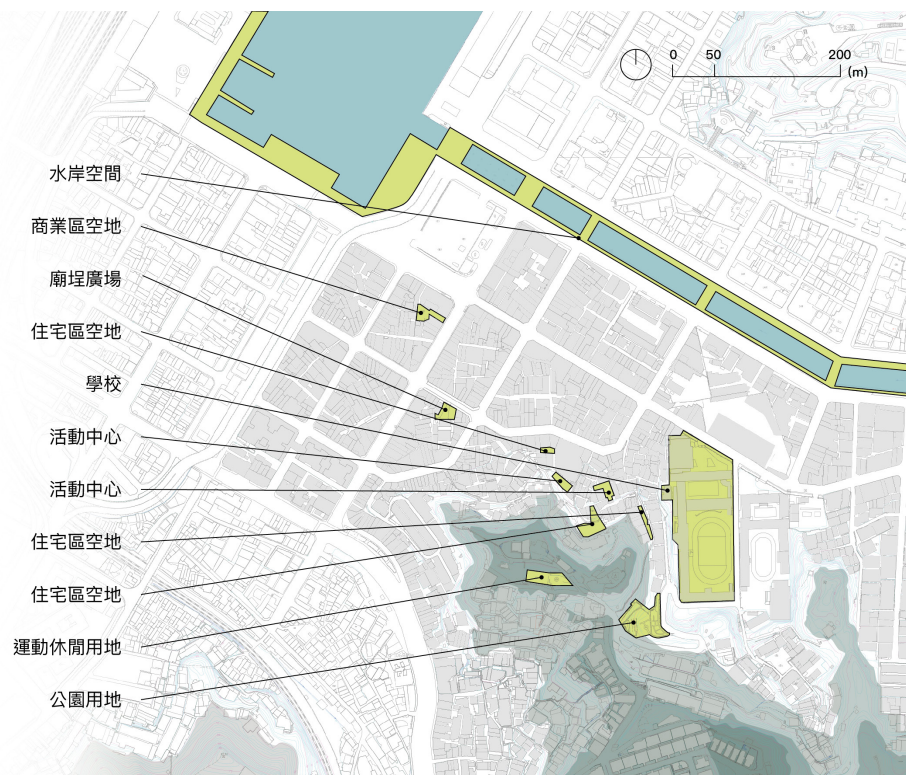 0 50 200
(m)
水岸空間
商業區空地
廟埕廣場
住宅區空地
學校
活動中心
活動中心
住宅區空地
住宅區空地
運動休閒用地
公園用地